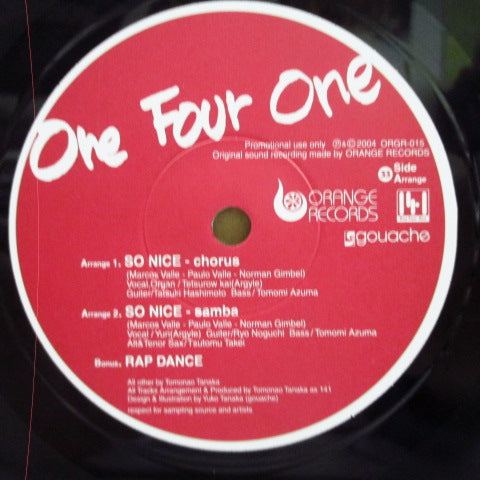 One Four One
Promotional use only ℗&©2004 ORGR-015
Original sound recording made by ORANGE RECORDS
33 Side
Arrange
ORANGE
RECORDS
141
gouache
Arrange 1. SO NICE - chorus
(Marcos Valle - Paulo Valle - Norman Gimbel)
Vocal,Organ / Tetsurow kai(Argyle)
Guiter/Tatsuki Hashimoto Bass / Tomomi Azuma
Arrange 2. SO NICE - samba
(Marcos Valle - Paulo Valle - Norman Gimbel)
Vocal / Yuri(Argyle) Guiter/Ryo Noguchi Bass / Tomomi Azuma
Alt&Tenor Sax/Tsutomu Takei
Bonus. RAP DANCE
All other by Tomonao Tanaka
All Tracks Arrangement & Produced by Tomonao Tanaka as 141
Design & Illustration by Yuko Tanaka (gouache)
respect for sampling source and artists